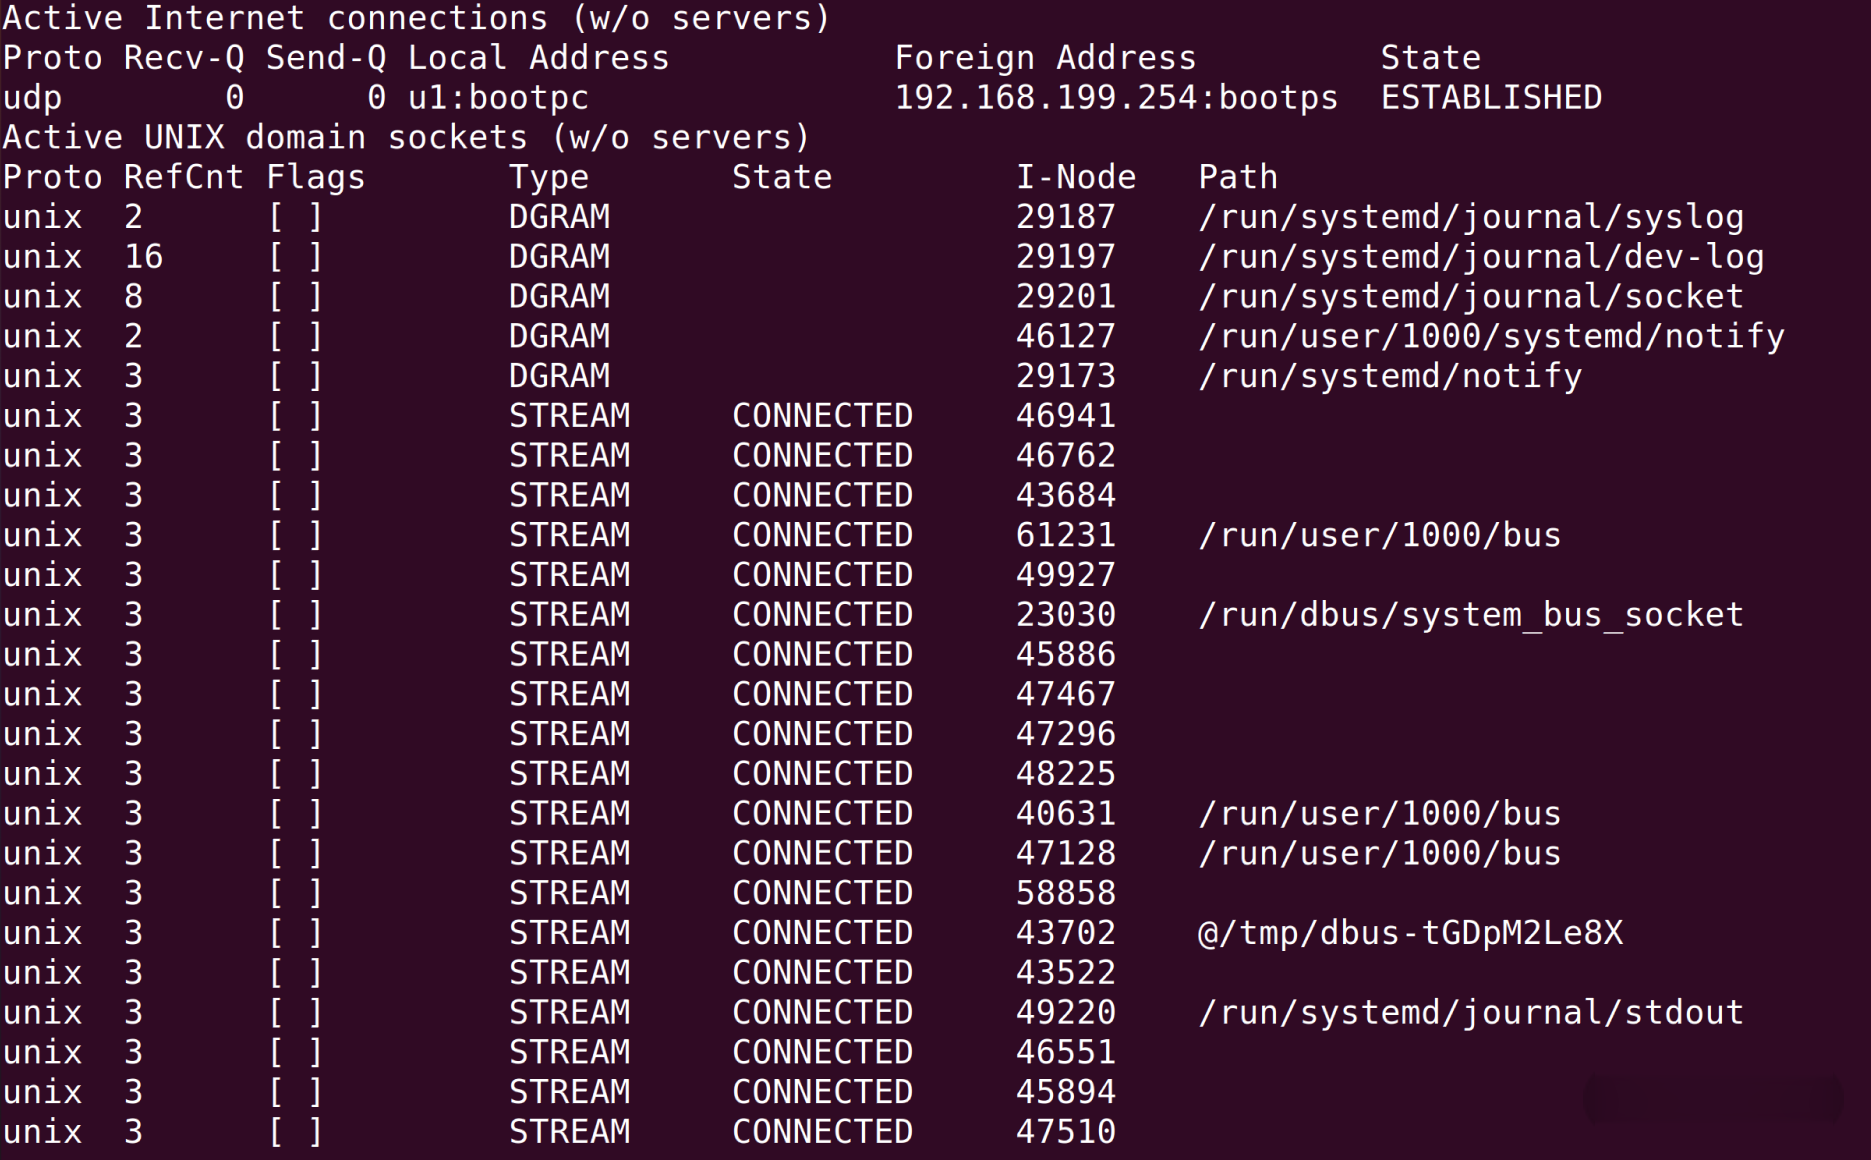 Active Internet connections (w/o servers)
Proto Recv-Q Send-Q Local Address           Foreign Address         State
udp        0      0 u1:bootpc               192.168.199.254:bootps  ESTABLISHED
Active UNIX domain sockets (w/o servers)
Proto RefCnt Flags       Type       State         I-Node   Path
unix  2      [ ]         DGRAM                    29187    /run/systemd/journal/syslog
unix  16     [ ]         DGRAM                    29197    /run/systemd/journal/dev-log
unix  8      [ ]         DGRAM                    29201    /run/systemd/journal/socket
unix  2      [ ]         DGRAM                    46127    /run/user/1000/systemd/notify
unix  3      [ ]         DGRAM                    29173    /run/systemd/notify
unix  3      [ ]         STREAM     CONNECTED     46941
unix  3      [ ]         STREAM     CONNECTED     46762
unix  3      [ ]         STREAM     CONNECTED     43684
unix  3      [ ]         STREAM     CONNECTED     61231    /run/user/1000/bus
unix  3      [ ]         STREAM     CONNECTED     49927
unix  3      [ ]         STREAM     CONNECTED     23030    /run/dbus/system_bus_socket
unix  3      [ ]         STREAM     CONNECTED     45886
unix  3      [ ]         STREAM     CONNECTED     47467
unix  3      [ ]         STREAM     CONNECTED     47296
unix  3      [ ]         STREAM     CONNECTED     48225
unix  3      [ ]         STREAM     CONNECTED     40631    /run/user/1000/bus
unix  3      [ ]         STREAM     CONNECTED     47128    /run/user/1000/bus
unix  3      [ ]         STREAM     CONNECTED     58858
unix  3      [ ]         STREAM     CONNECTED     43702    @/tmp/dbus-tGDpM2Le8X
unix  3      [ ]         STREAM     CONNECTED     43522
unix  3      [ ]         STREAM     CONNECTED     49220    /run/systemd/journal/stdout
unix  3      [ ]         STREAM     CONNECTED     46551
unix  3      [ ]         STREAM     CONNECTED     45894
unix  3      [ ]         STREAM     CONNECTED     47510